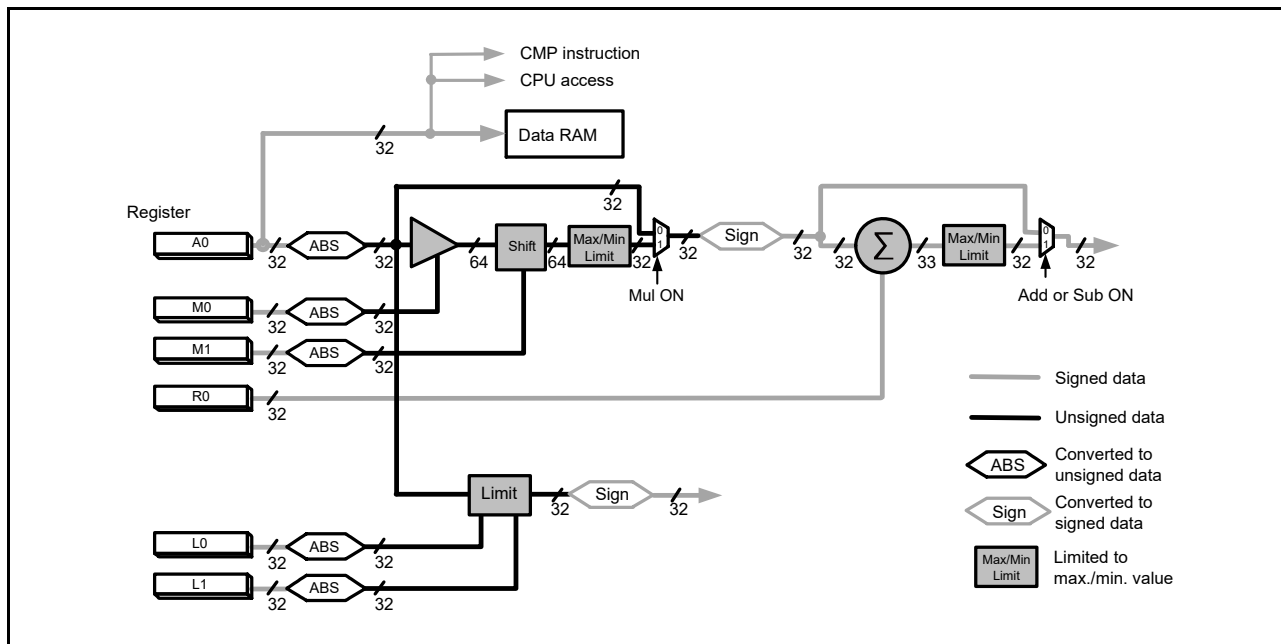 CMP instruction
CPU access
32
Data RAM
Register
32
A0
32
ABS
32
64
Shift
64
Max/Min
Limit
32
0
1
32
Sign
32
32
Σ
33
Max/Min
Limit
32
0
1
32
Mul ON
Add or Sub ON
M0
32
ABS
32
M1
32
ABS
32
R0
32
Signed data
Unsigned data
ABS
Converted to
unsigned data
Limit
32
Sign
32
Sign
Converted to
signed data
L0
32
ABS
32
L1
32
ABS
32
Max/Min
Limit
Limited to
max./min. value